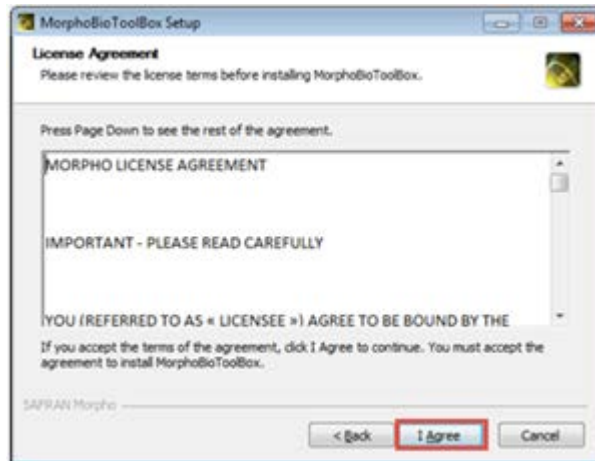 MorphoBioToolBox Setup
License Agreement
Please review the license terms before installing MorphoBioToolBox.
Press Page Down to see the rest of the agreement.
MORPHO LICENSE AGREEMENT
IMPORTANT - PLEASE READ CAREFULLY
YOU (REFERRED TO AS « LICENSEE ») AGREE TO BE BOUND BY THE
If you accept the terms of the agreement, click I Agree to continue. You must accept the
agreement to install MorphoBioToolBox.
SAFRAN Morpho
< Back I Agree Cancel